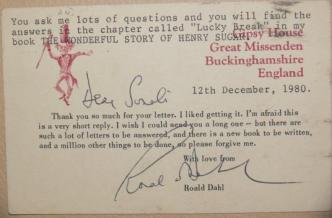 You ask me lots of questions and you will find the
answers in the chapter called "Lucky Break" in my
book THE WONDERFUL STORY OF HENRY SUGAR.
Gipsy House
Great Missenden
Buckinghamshire
England
12th December, 1980.
Dear
Thank you so much for your letter. I liked getting it. I'm afraid this
is a very short reply. I wish I could send you a long one – but there are
such a lot of letters to be answered, and there is a new book to be written,
and a million other things to be done, so please forgive me.
With love from
Roald Dahl
Roald Dahl